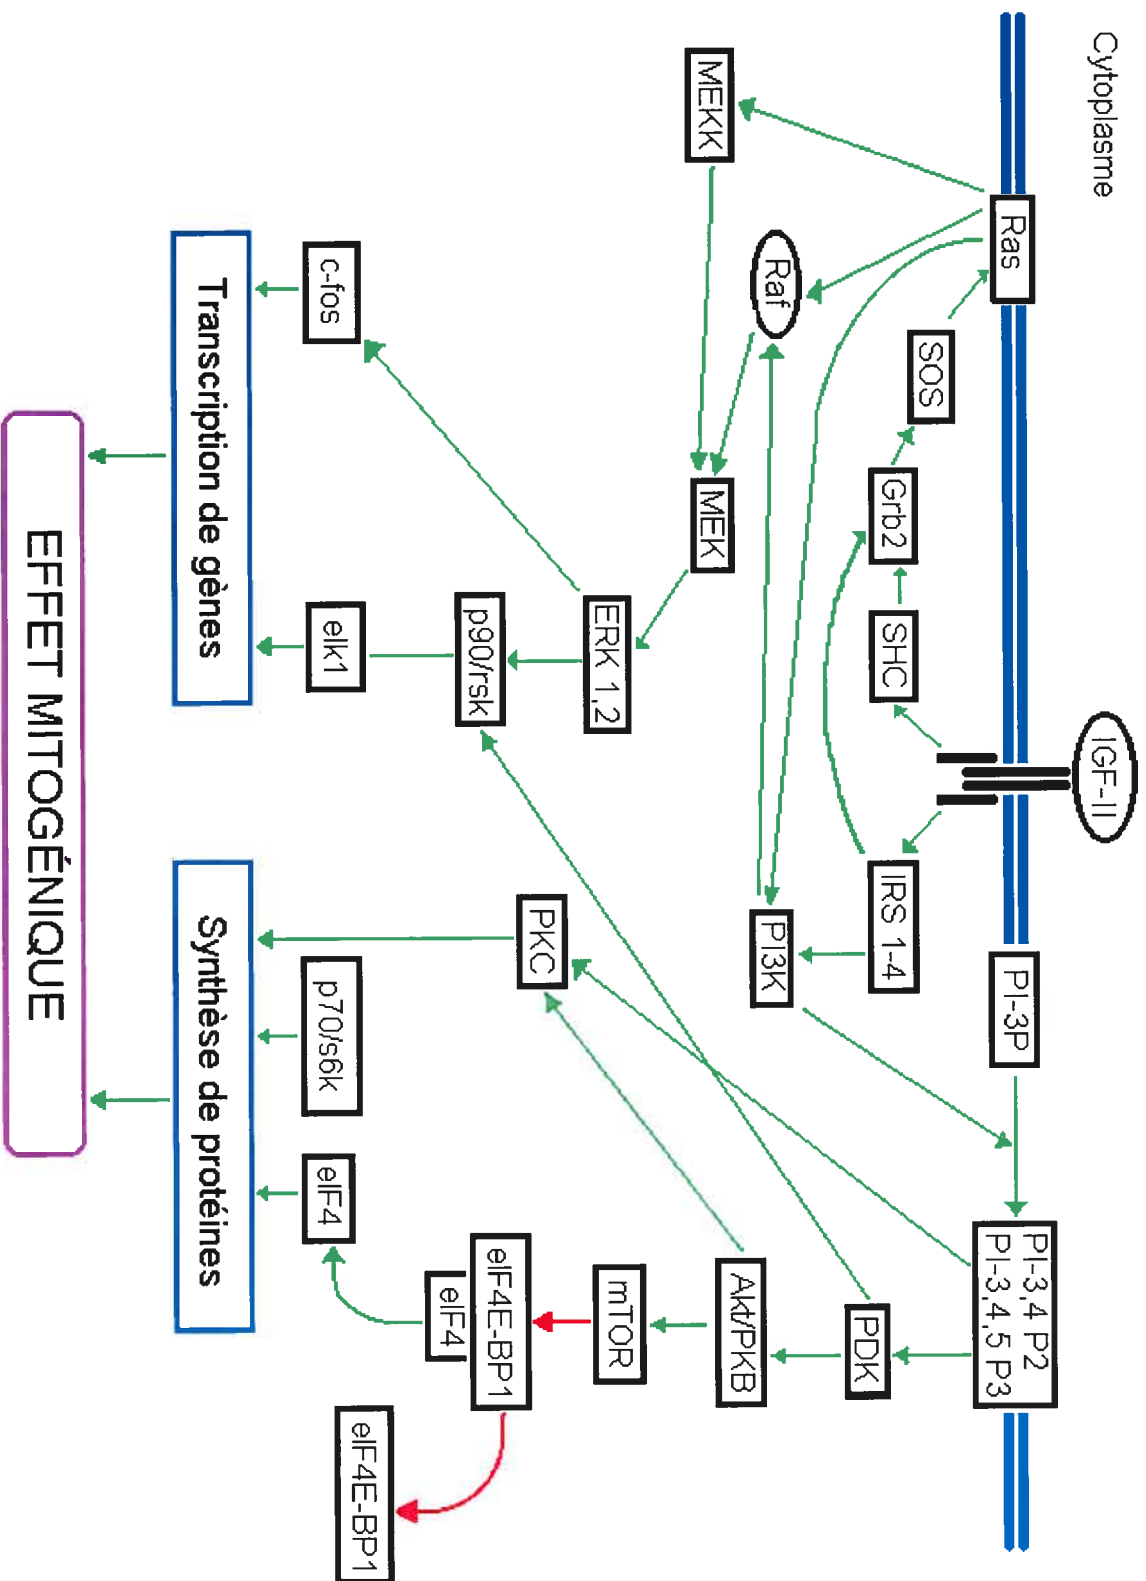 IGF-II
Cytoplasme
Ras
PI-3P
PI-3,4 P2
PI-3,4,5 P3
SOS
Grb2
SHC
IRS 1-4
PDK
Raf
PI3K
Akt/PKB
MEKK
MEK
mTOR
ERK 1,2
PKC
p90/rsk
eIF4E-BP1
eIF4
c-fos
elk1
p70/s6k
eIF4
eIF4E-BP1
Transcription de gènes
Synthèse de protéines
EFFET MITOGÉNIQUE